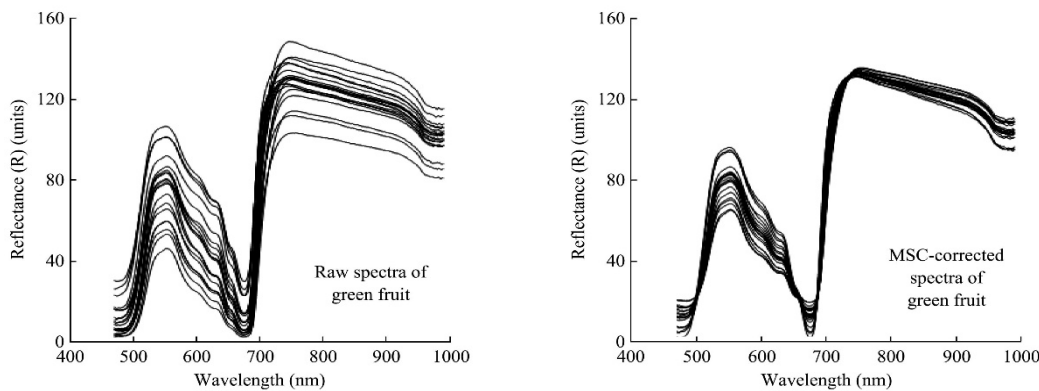 160
120
80
40
0
Reflectance (R) (units)
Raw spectra of
green fruit
400 500 600 700 800 900 1000
Wavelength (nm)
160
120
80
40
0
Reflectance (R) (units)
MSC-corrected
spectra of
green fruit
400 500 600 700 800 900 1000
Wavelength (nm)